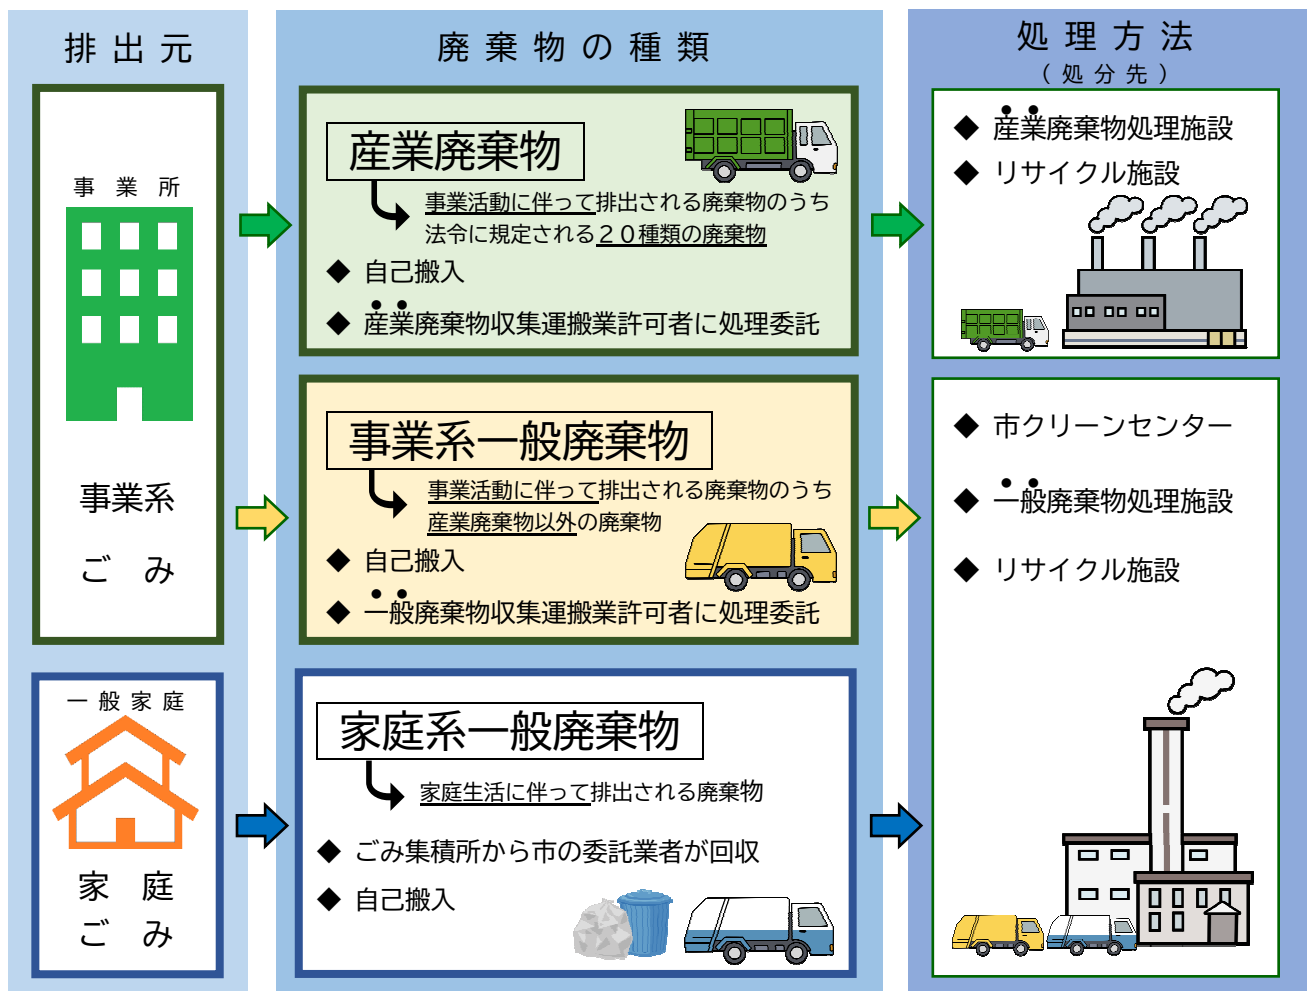 排出元
事業所
事業系
ごみ
一般家庭
家庭
ごみ
廃棄物の種類
産業廃棄物
事業活動に伴って排出される廃棄物のうち
法令に規定される２０種類の廃棄物
◆ 自己搬入
◆ 産業廃棄物収集運搬業許可者に処理委託
事業系一般廃棄物
事業活動に伴って排出される廃棄物のうち
産業廃棄物以外の廃棄物
◆ 自己搬入
◆ 一般廃棄物収集運搬業許可者に処理委託
家庭系一般廃棄物
家庭生活に伴って排出される廃棄物
◆ ごみ集積所から市の委託業者が回収
◆ 自己搬入
処理方法
（処分先）
◆ 産業廃棄物処理施設
◆ リサイクル施設
◆ 市クリーンセンター
◆ 一般廃棄物処理施設
◆ リサイクル施設